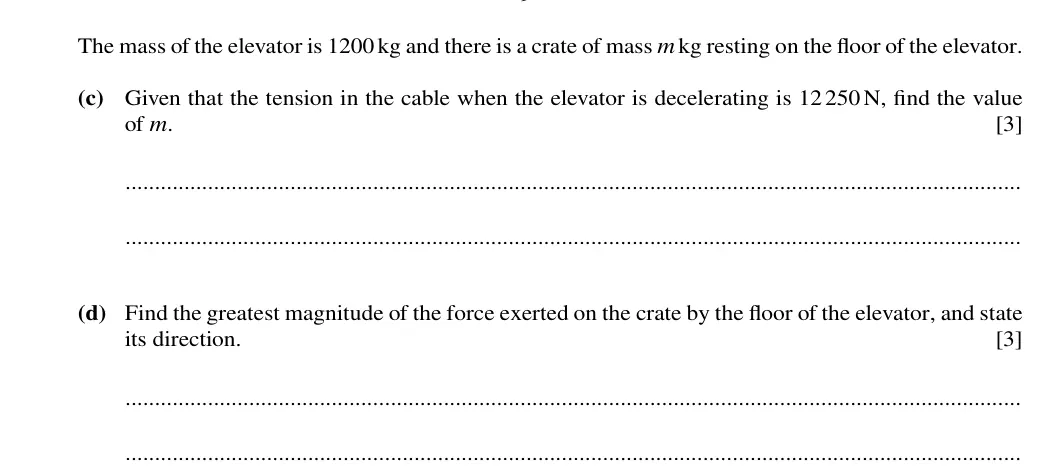 The mass of the elevator is 1200 kg and there is a crate of mass m kg resting on the floor of the elevator.
(c) Given that the tension in the cable when the elevator is decelerating is 12 250 N, find the value
of m. [3]
................................................................................
................................................................................
(d) Find the greatest magnitude of the force exerted on the crate by the floor of the elevator, and state
its direction. [3]
................................................................................
................................................................................